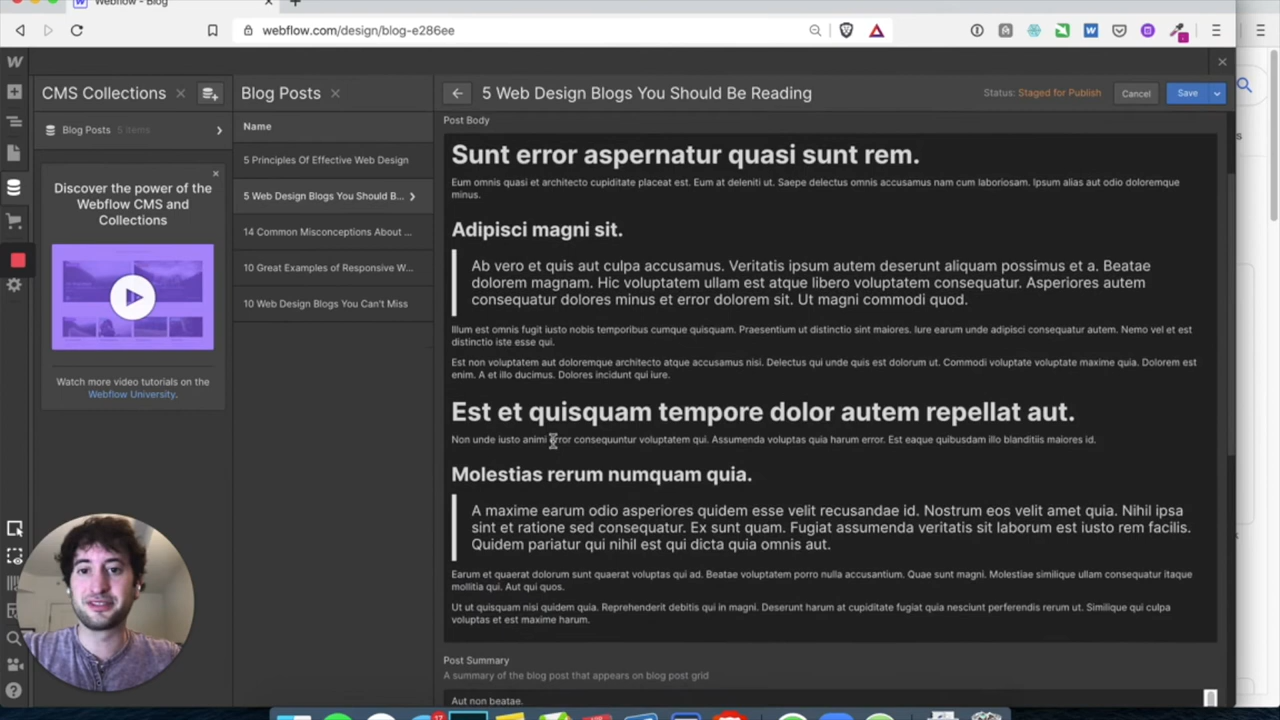 Webflow - Blog
webflow.com/design/blog-e286ee
CMS Collections
Blog Posts
5 Web Design Blogs You Should Be Reading
Status: Staged for Publish
Cancel
Save
Blog Posts 5 items
Name
Discover the power of the
Webflow CMS and
Collections
Watch more video tutorials on the
Webflow University.
5 Principles Of Effective Web Design
5 Web Design Blogs You Should B...
14 Common Misconceptions About ...
10 Great Examples of Responsive W...
10 Web Design Blogs You Can't Miss
Post Body
Sunt error aspernatur quasi sunt rem.
Eum omnis quasi et architecto cupiditate placeat est. Eum at deleniti ut. Saepe delectus omnis accusamus nam cum laboriosam. Ipsum alias aut odio doloremque
minus.
Adipisci magni sit.
Ab vero et quis aut culpa accusamus. Veritatis ipsum autem deserunt aliquam possimus et a. Beatae
dolorem magnam. Hic voluptatem ullam est atque libero voluptatem consequatur. Asperiores autem
consequatur dolores minus et error dolorem sit. Ut magni commodi quod.
Illum est omnis fugit iusto nobis temporibus cumque quisquam. Praesentium ut distinctio sint maiores. Iure earum unde adipisci consequatur autem. Nemo vel et est
distinctio iste esse qui.
Est non voluptatem aut doloremque architecto atque accusamus nisi. Delectus qui unde quis est dolorum ut. Commodi voluptate voluptate maxime quia. Dolorem est
enim. A et illo ducimus. Dolores incidunt qui iure.
Est et quisquam tempore dolor autem repellat aut.
Non unde iusto animi error consequuntur voluptatem qui. Assumenda voluptas quia harum error. Est eaque quibusdam illo blanditiis maiores id.
Molestias rerum numquam quia.
A maxime earum odio asperiores quidem esse velit recusandae id. Nostrum eos velit amet quia. Nihil ipsa
sint et ratione sed consequatur. Ex sunt quam. Fugiat assumenda veritatis sit laborum est iusto rem facilis.
Quidem pariatur qui nihil est qui dicta quia omnis aut.
Earum et quaerat dolorum sunt quaerat voluptas qui ad. Beatae voluptatem porro nulla accusantium. Quae sunt magni. Molestiae similique ullam consequatur itaque
mollitia qui. Aut qui quos.
Ut ut quisquam nisi quidem quia. Reprehenderit debitis qui in magni. Deserunt harum at cupiditate fugiat quia nesciunt perferendis rerum ut. Similique qui culpa
voluptas et est maxime harum.
Post Summary
A summary of the blog post that appears on blog post grid
Aut non beatae.
17